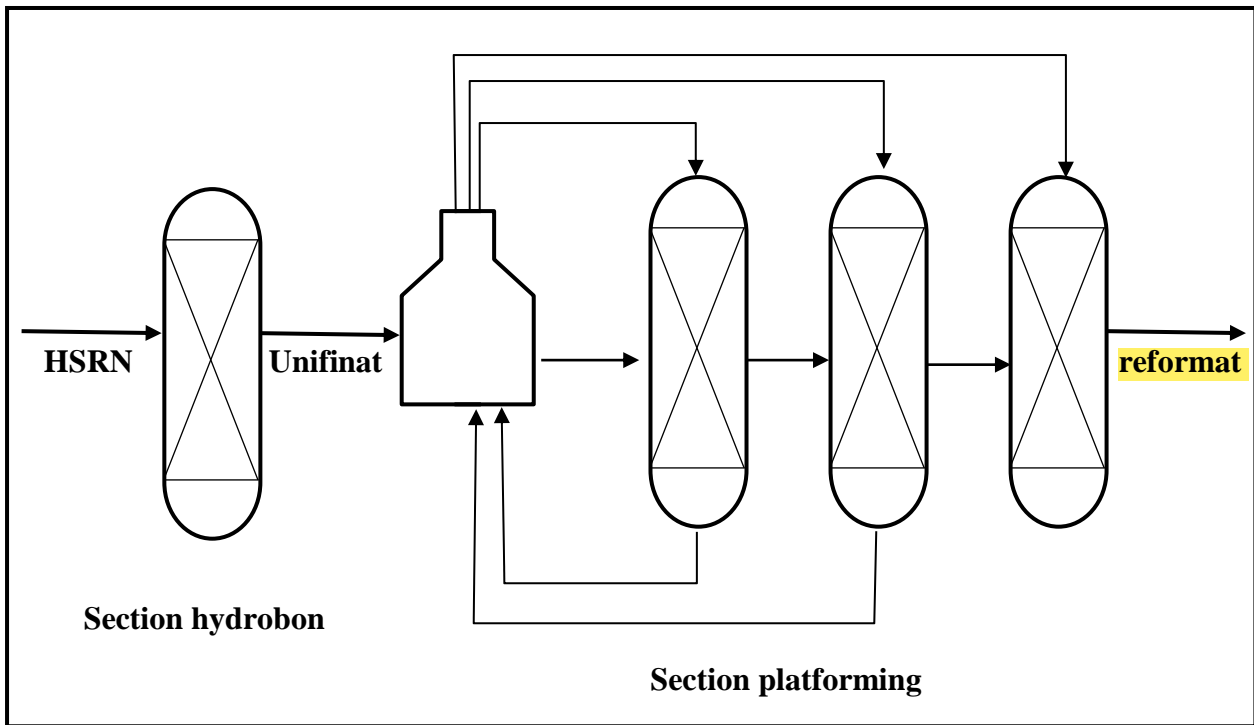 HSRN
Unifinat
reformat
Section hydrobon
Section platforming